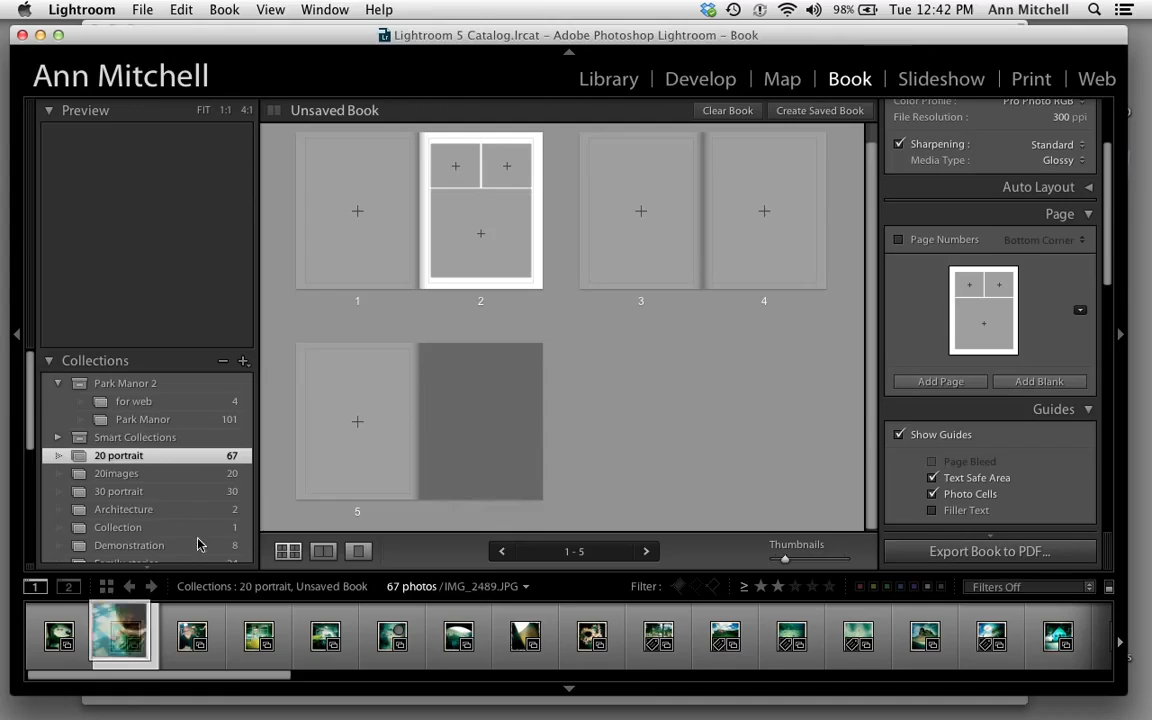 Lightroom File Edit Book View Window Help 98% Tue 12:42 PM Ann Mitchell
Lightroom 5 Catalog.lrcat – Adobe Photoshop Lightroom – Book
Ann Mitchell Library | Develop | Map | Book | Slideshow | Print | Web
Preview FIT 1:1 4:1
Unsaved Book Clear Book Create Saved Book
Color Profile : Pro Photo RGB
File Resolution : 300 ppi
Sharpening : Standard
Media Type : Glossy
Auto Layout
Page
Page Numbers Bottom Corner
Add Page Add Blank
Guides
Show Guides
Page Bleed
Text Safe Area
Photo Cells
Filler Text
1 2 3 4
5
Collections
Park Manor 2
for web 4
Park Manor 101
Smart Collections
20 portrait 67
20images 20
30 portrait 30
Architecture 2
Collection 1
Demonstration 8
1 - 5
Thumbnails
Export Book to PDF...
1 2 Collections : 20 portrait, Unsaved Book 67 photos / IMG_2489.JPG Filter : ≥ ★★★★★ Filters Off